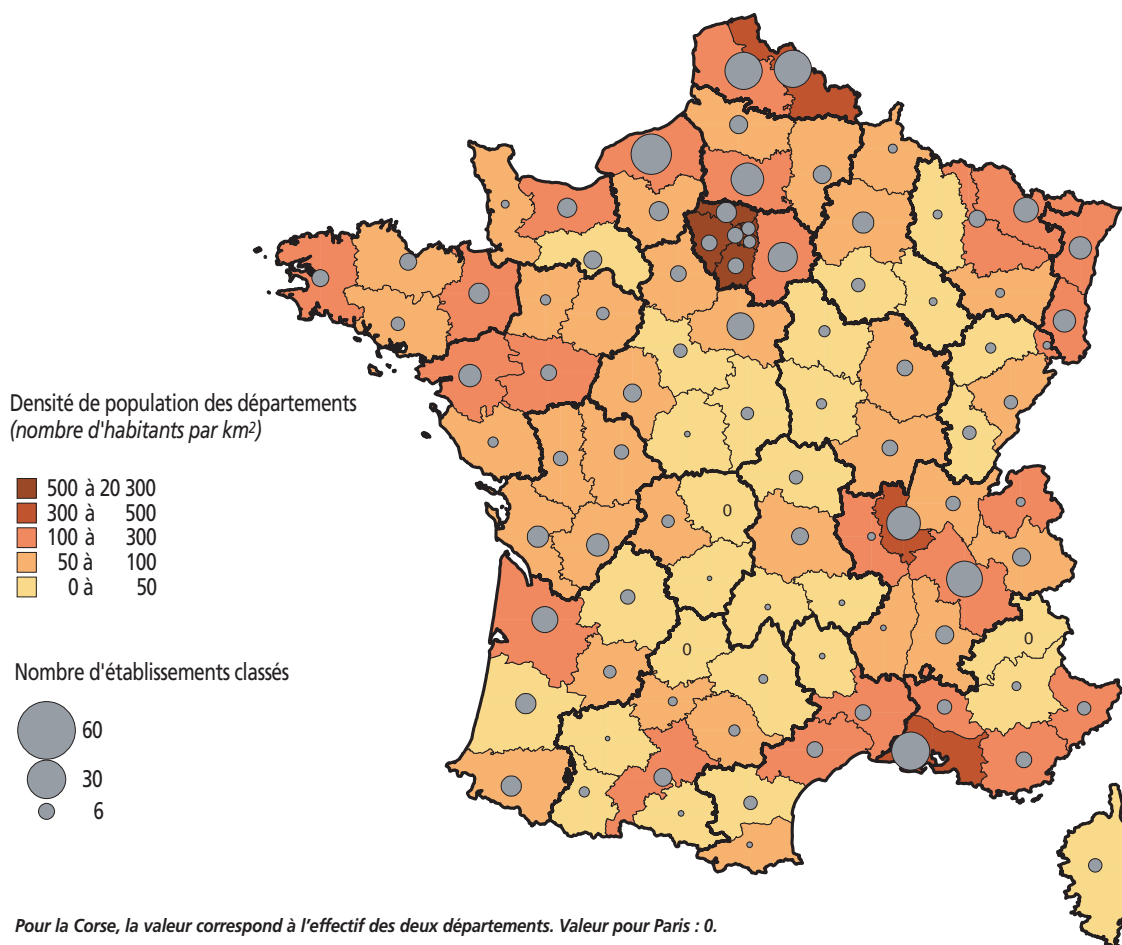 0
0
0
Densité de population des départements
(nombre d'habitants par km²)
500 à 20 300
300 à 500
100 à 300
50 à 100
0 à 50
Nombre d'établissements classés
60
30
6
Pour la Corse, la valeur correspond à l'effectif des deux départements. Valeur pour Paris : 0.